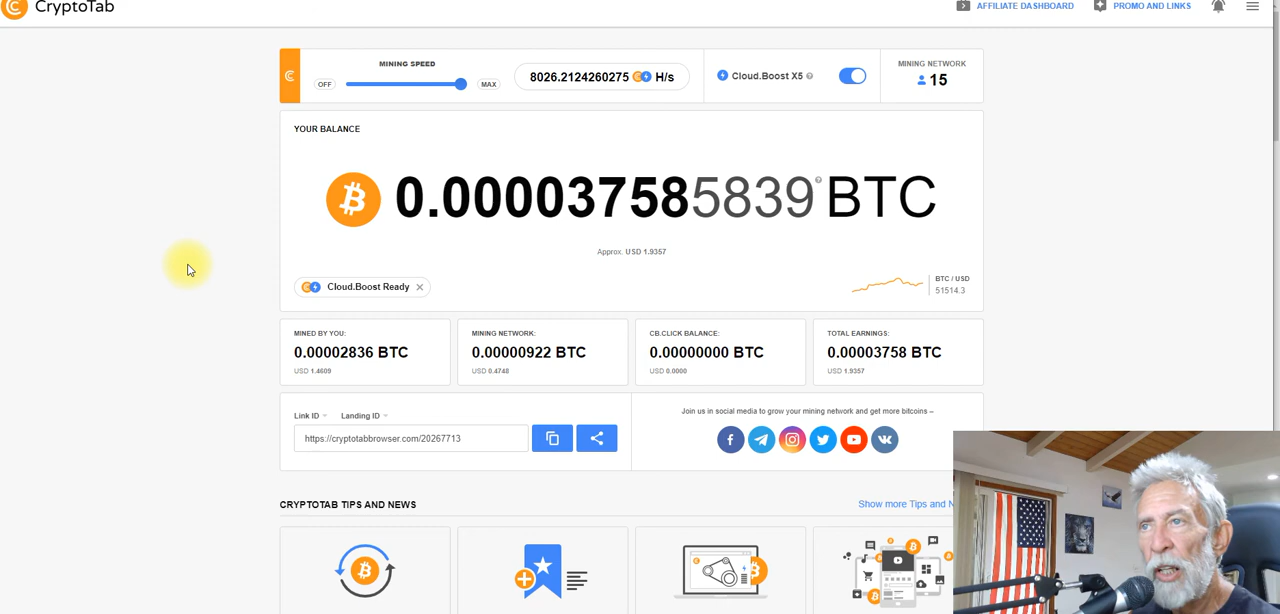 CryptoTab
AFFILIATE DASHBOARD
PROMO AND LINKS
MINING SPEED
OFF
MAX
8026.2124260275 H/s
Cloud.Boost X5
MINING NETWORK
15
YOUR BALANCE
0.000037585839 BTC
Approx. USD 1.9357
Cloud.Boost Ready
BTC / USD
51514.3
MINED BY YOU:
0.00002836 BTC
USD 1.4609
MINING NETWORK:
0.00000922 BTC
USD 0.4748
CB.CLICK BALANCE:
0.00000000 BTC
USD 0.0000
TOTAL EARNINGS:
0.00003758 BTC
USD 1.9357
Link ID
Landing ID
https://cryptotabbrowser.com/20267713
Join us in social media to grow your mining network and get more bitcoins –
CRYPTOTAB TIPS AND NEWS
Show more Tips and N